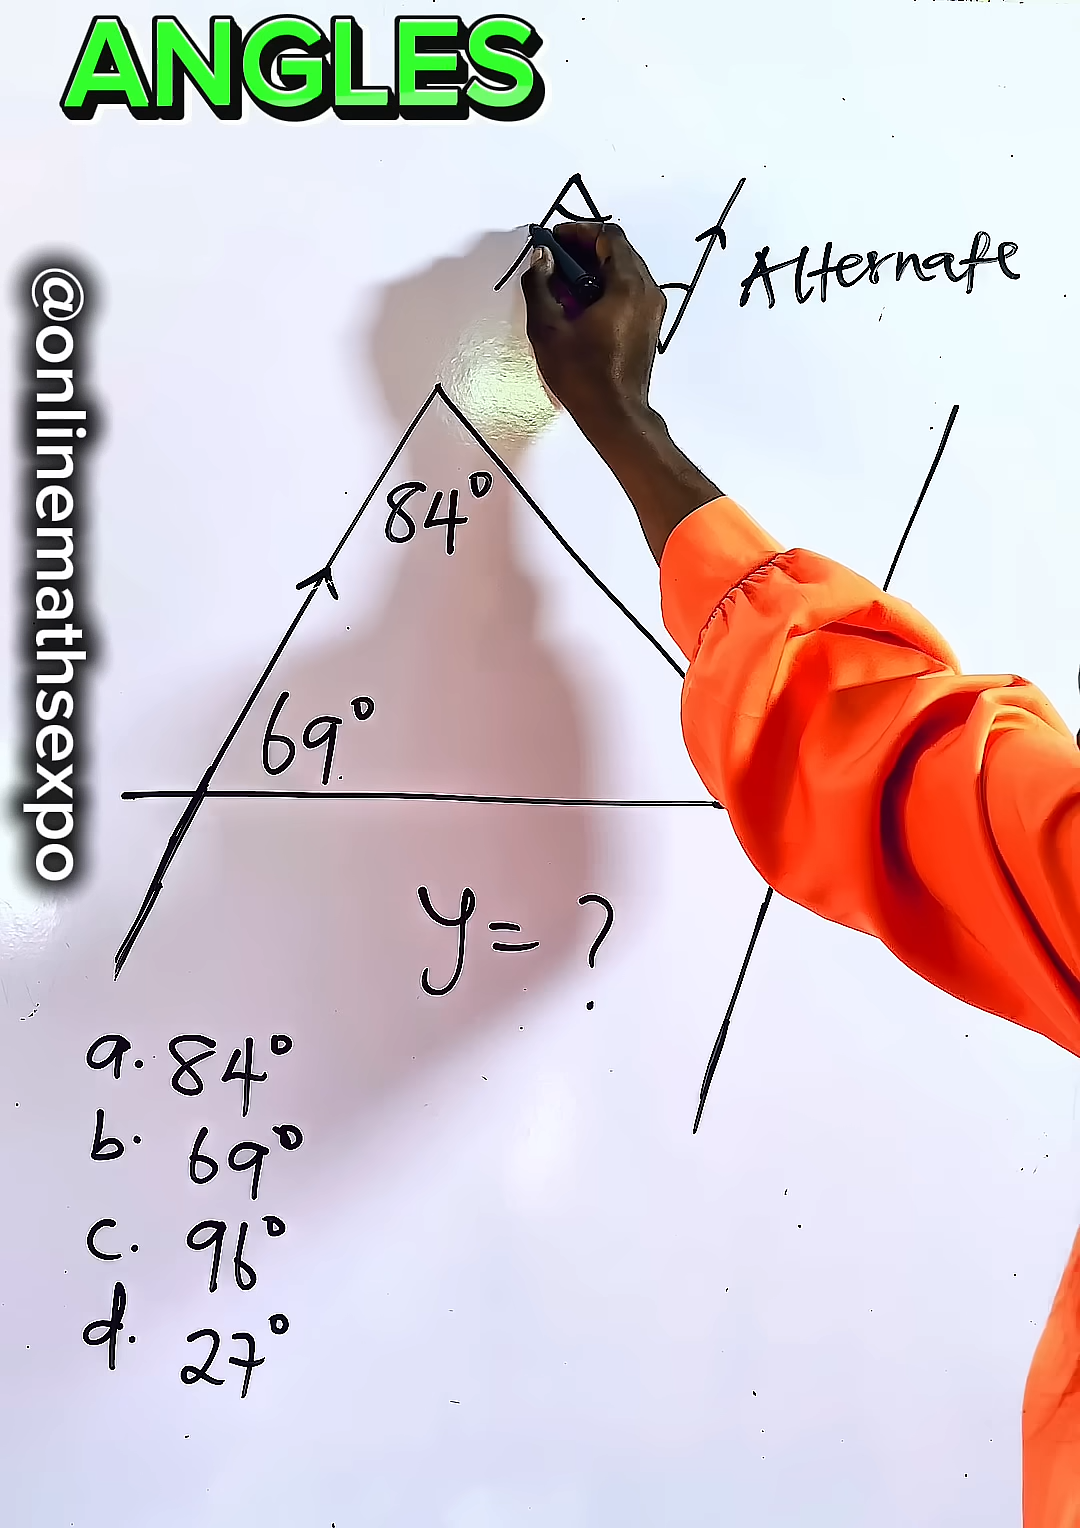 ANGLES
@onlinemathsexpo
Alternate
84°
69°
y = ?
a. 84°
b. 69°
c. 96°
d. 27°